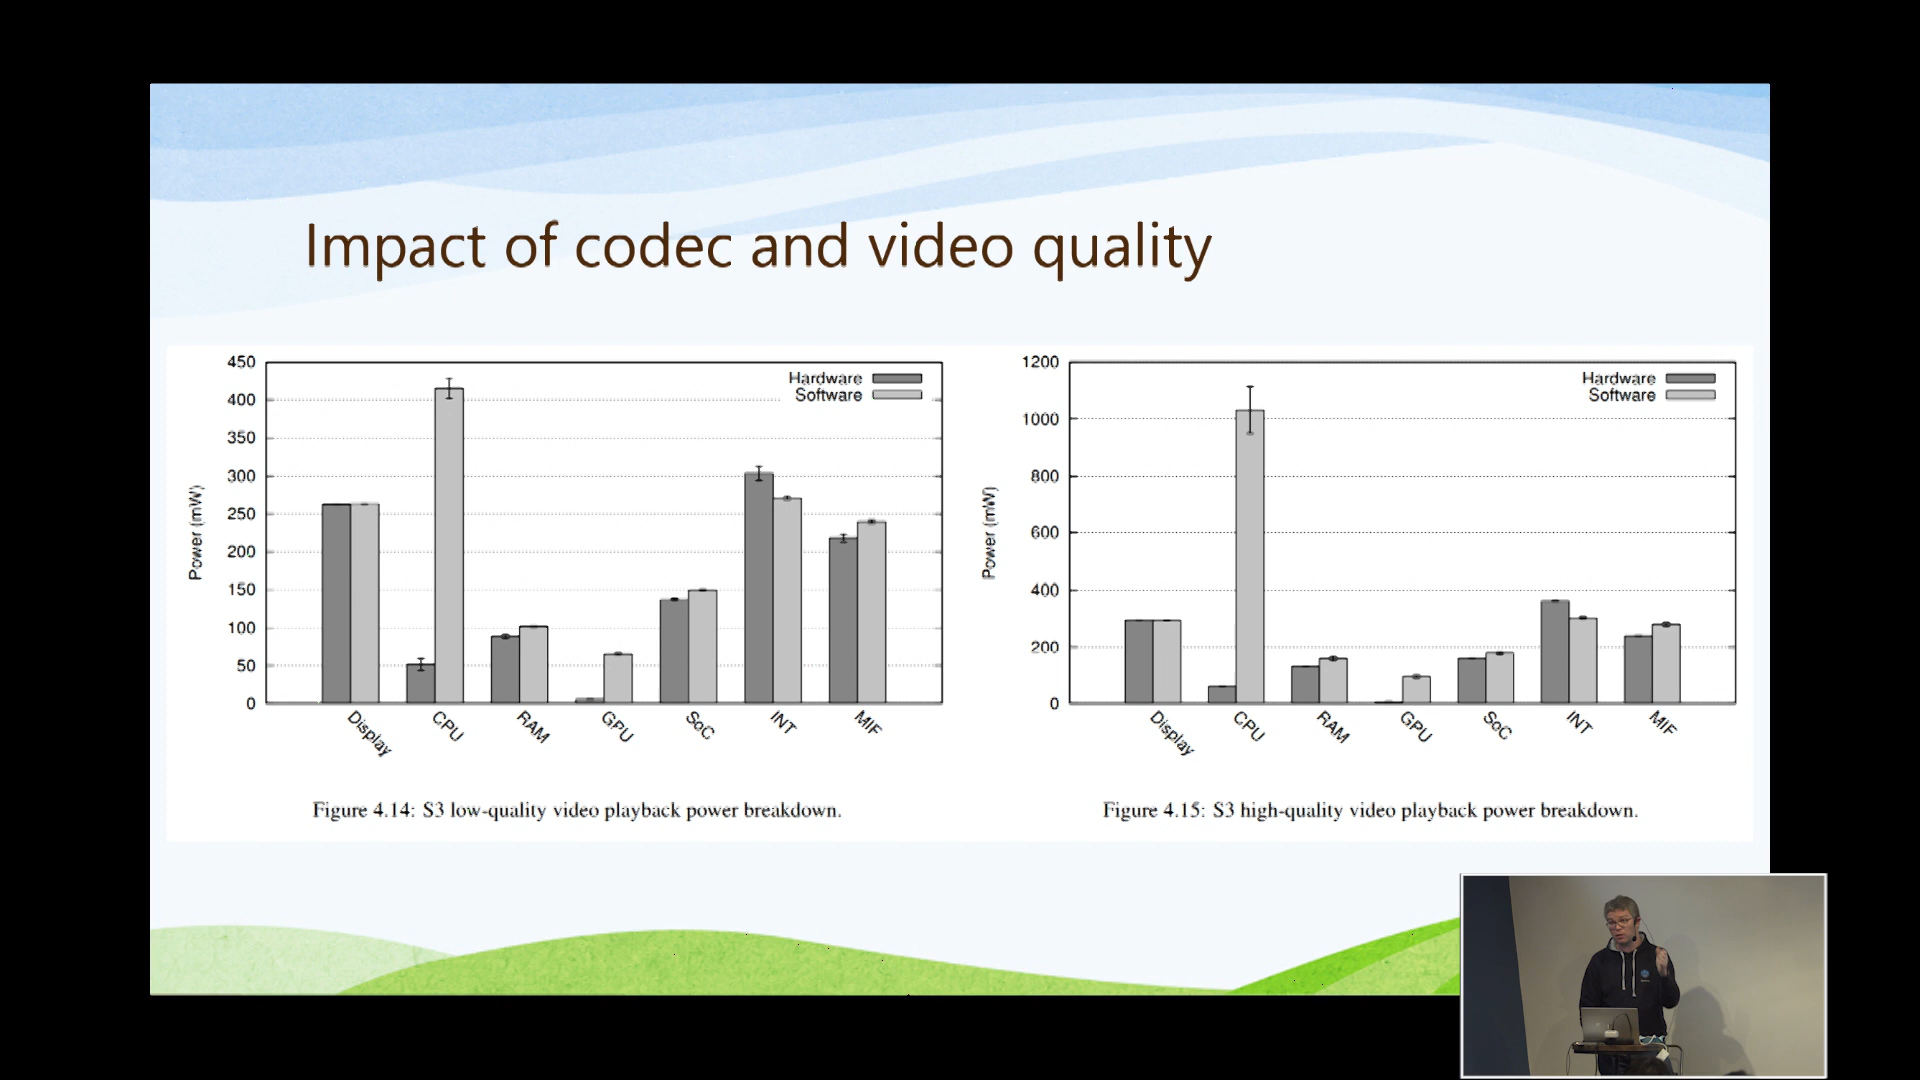 Impact of codec and video quality
450
400
350
300
250
200
150
100
50
0
Power (mW)
Hardware
Software
Display
CPU
RAM
GPU
SoC
INT
MIF
Figure 4.14: S3 low-quality video playback power breakdown.
1200
1000
800
600
400
200
0
Power (mW)
Hardware
Software
Display
CPU
RAM
GPU
SoC
INT
MIF
Figure 4.15: S3 high-quality video playback power breakdown.